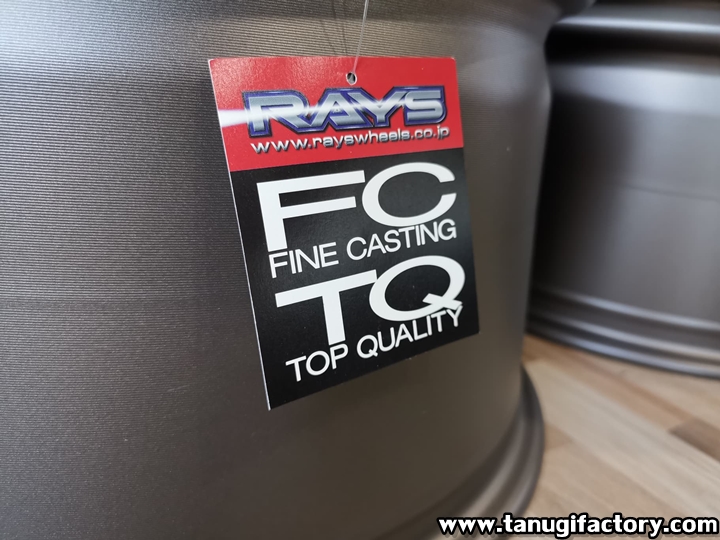 RAYS
www.rayswheels.co.jp
FC
FINE CASTING
TQ
TOP QUALITY
www.tanugifactory.com